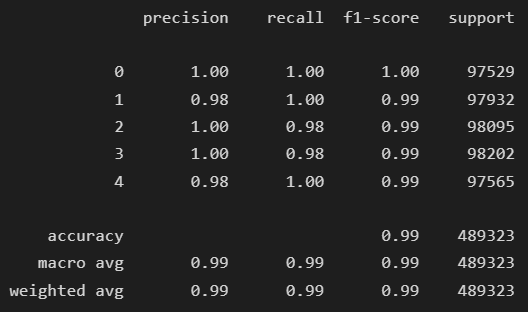 precision recall f1-score support
0 1.00 1.00 1.00 97529
1 0.98 1.00 0.99 97932
2 1.00 0.98 0.99 98095
3 1.00 0.98 0.99 98202
4 0.98 1.00 0.99 97565
accuracy 0.99 489323
macro avg 0.99 0.99 0.99 489323
weighted avg 0.99 0.99 0.99 489323